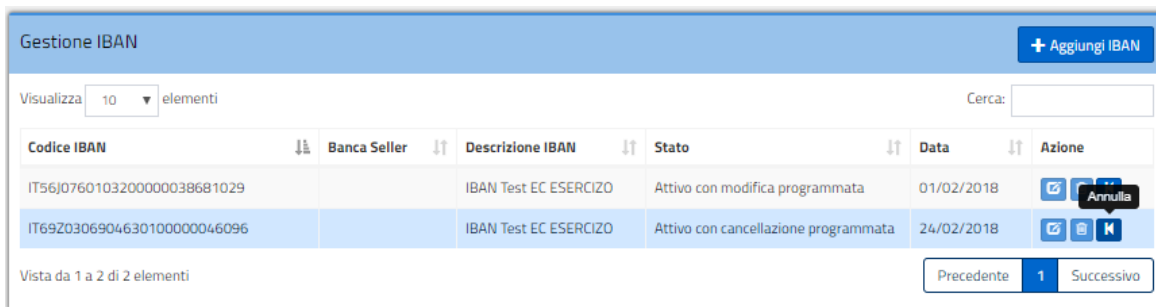 Gestione IBAN
+ Aggiungi IBAN
Visualizza 10 elementi
Cerca:
Codice IBAN Banca Seller Descrizione IBAN Stato Data Azione
IT56J0760103200000038681029 IBAN Test EC ESERCIZO Attivo con modifica programmata 01/02/2018
Annulla
IT69Z0306904630100000046096 IBAN Test EC ESERCIZO Attivo con cancellazione programmata 24/02/2018
Vista da 1 a 2 di 2 elementi
Precedente 1 Successivo